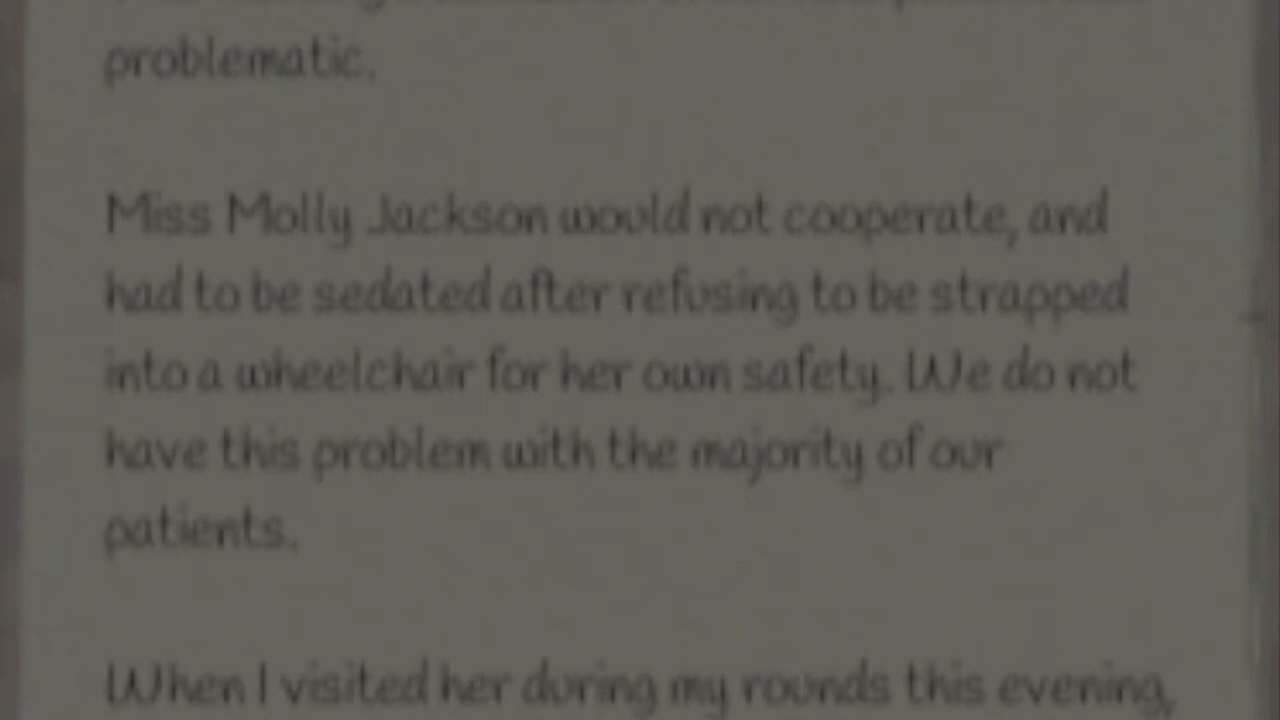 problematic.
Miss Molly Jackson would not cooperate, and
had to be sedated after refusing to be strapped
into a wheelchair for her own safety. We do not
have this problem with the majority of our
patients.
When I visited her during my rounds this evening,